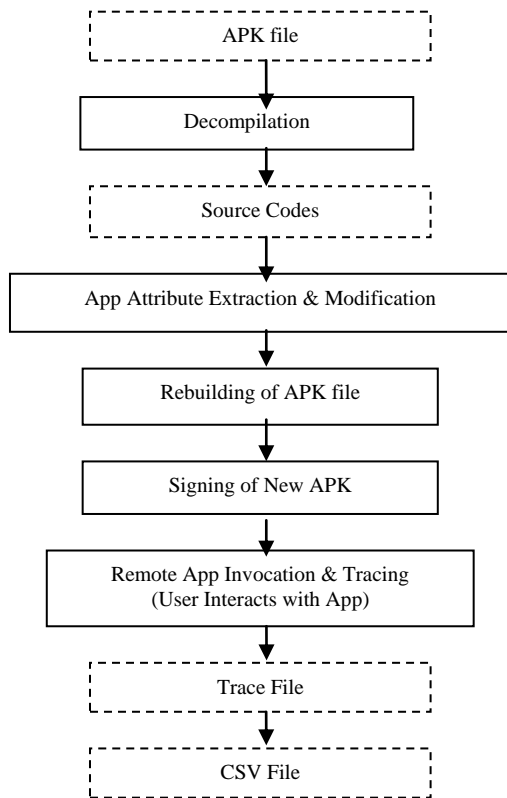 APK file
Decompilation
Source Codes
App Attribute Extraction & Modification
Rebuilding of APK file
Signing of New APK
Remote App Invocation & Tracing
(User Interacts with App)
Trace File
CSV File